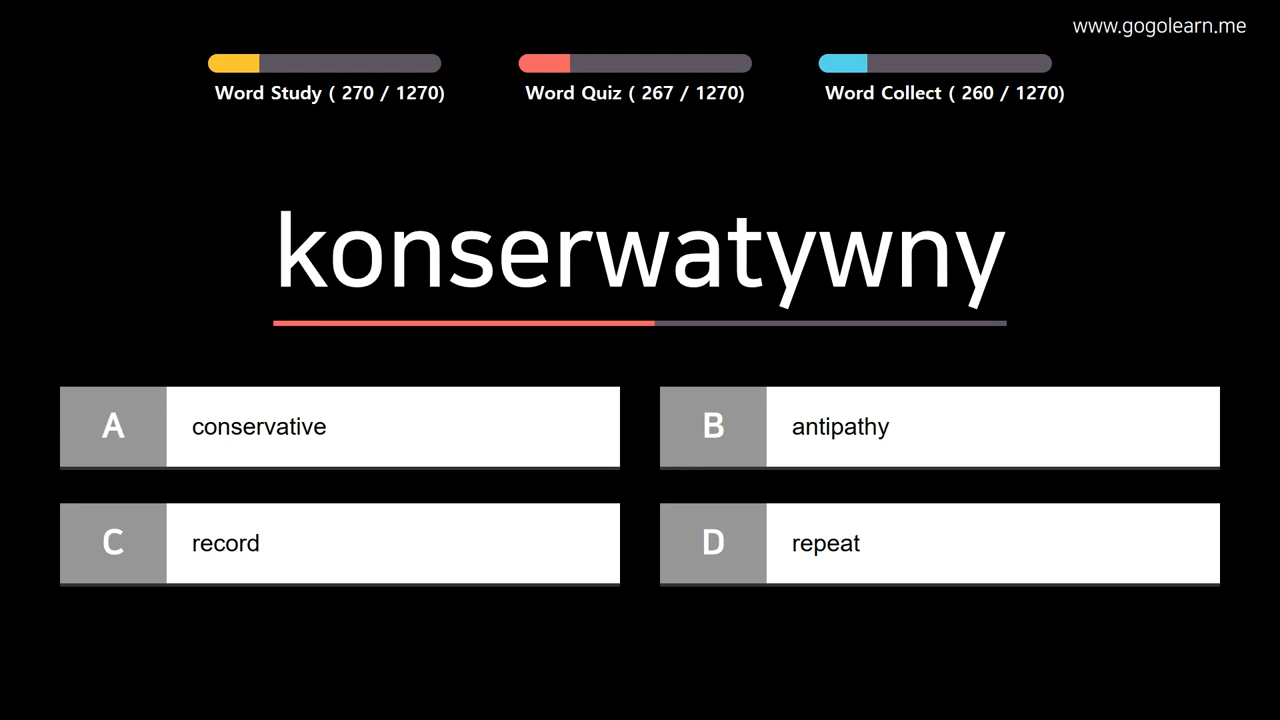 www.gogolearn.me
Word Study ( 270 / 1270)
Word Quiz ( 267 / 1270)
Word Collect ( 260 / 1270)
konserwatywny
A conservative
B antipathy
C record
D repeat